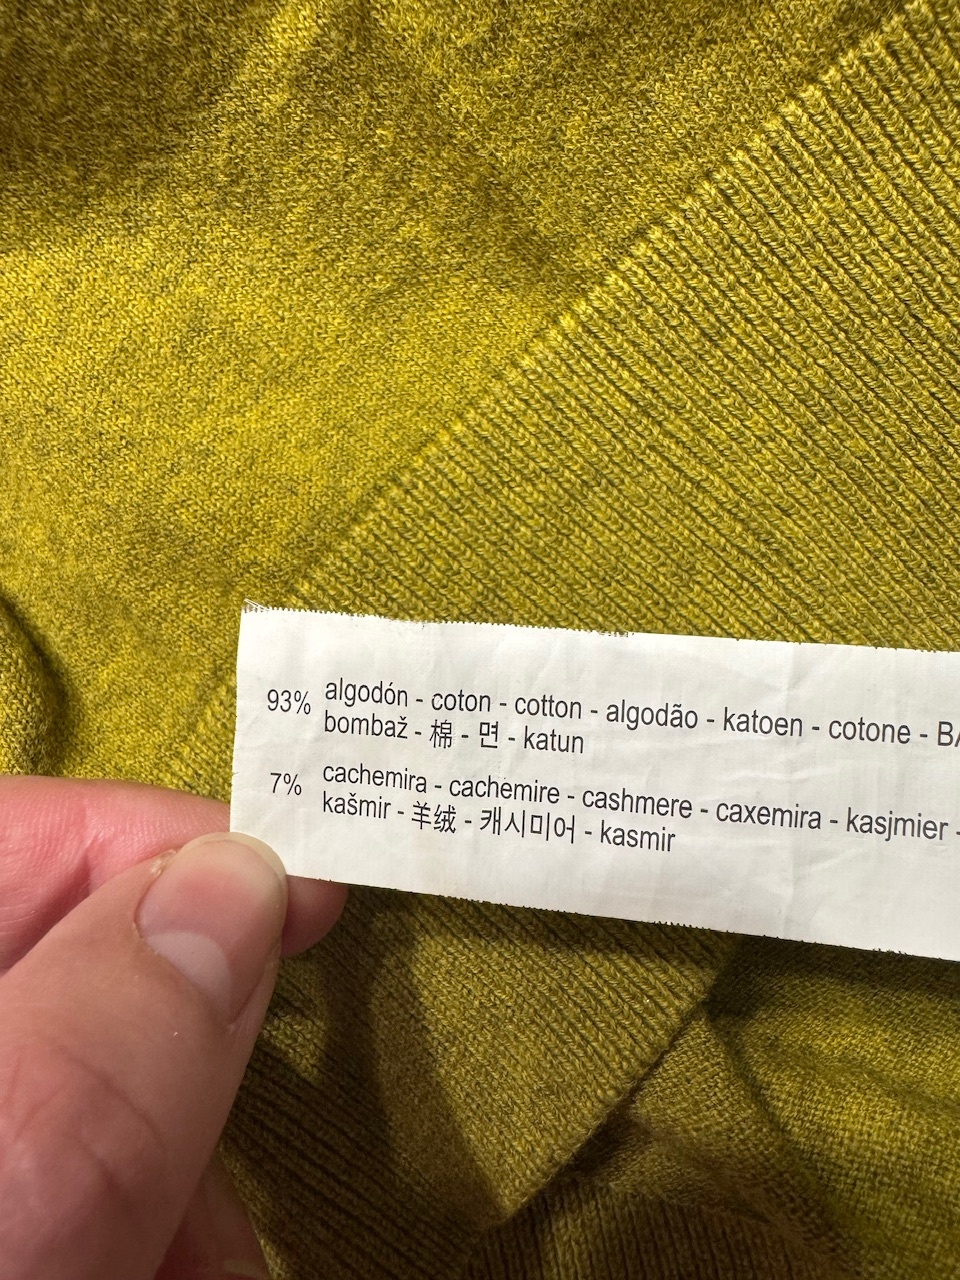 93% algodón - coton - cotton - algodão - katoen - cotone -
bombaž - 棉 - 면 - katun
7% cachemira - cachemire - cashmere - caxemira - kasjmier -
kašmir - 羊绒 - 캐시미어 - kasmir